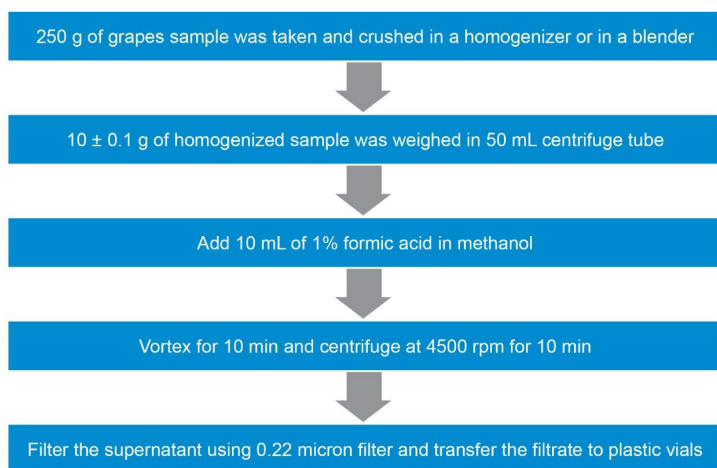 250 g of grapes sample was taken and crushed in a homogenizer or in a blender
10 ± 0.1 g of homogenized sample was weighed in 50 mL centrifuge tube
Add 10 mL of 1% formic acid in methanol
Vortex for 10 min and centrifuge at 4500 rpm for 10 min
Filter the supernatant using 0.22 micron filter and transfer the filtrate to plastic vials